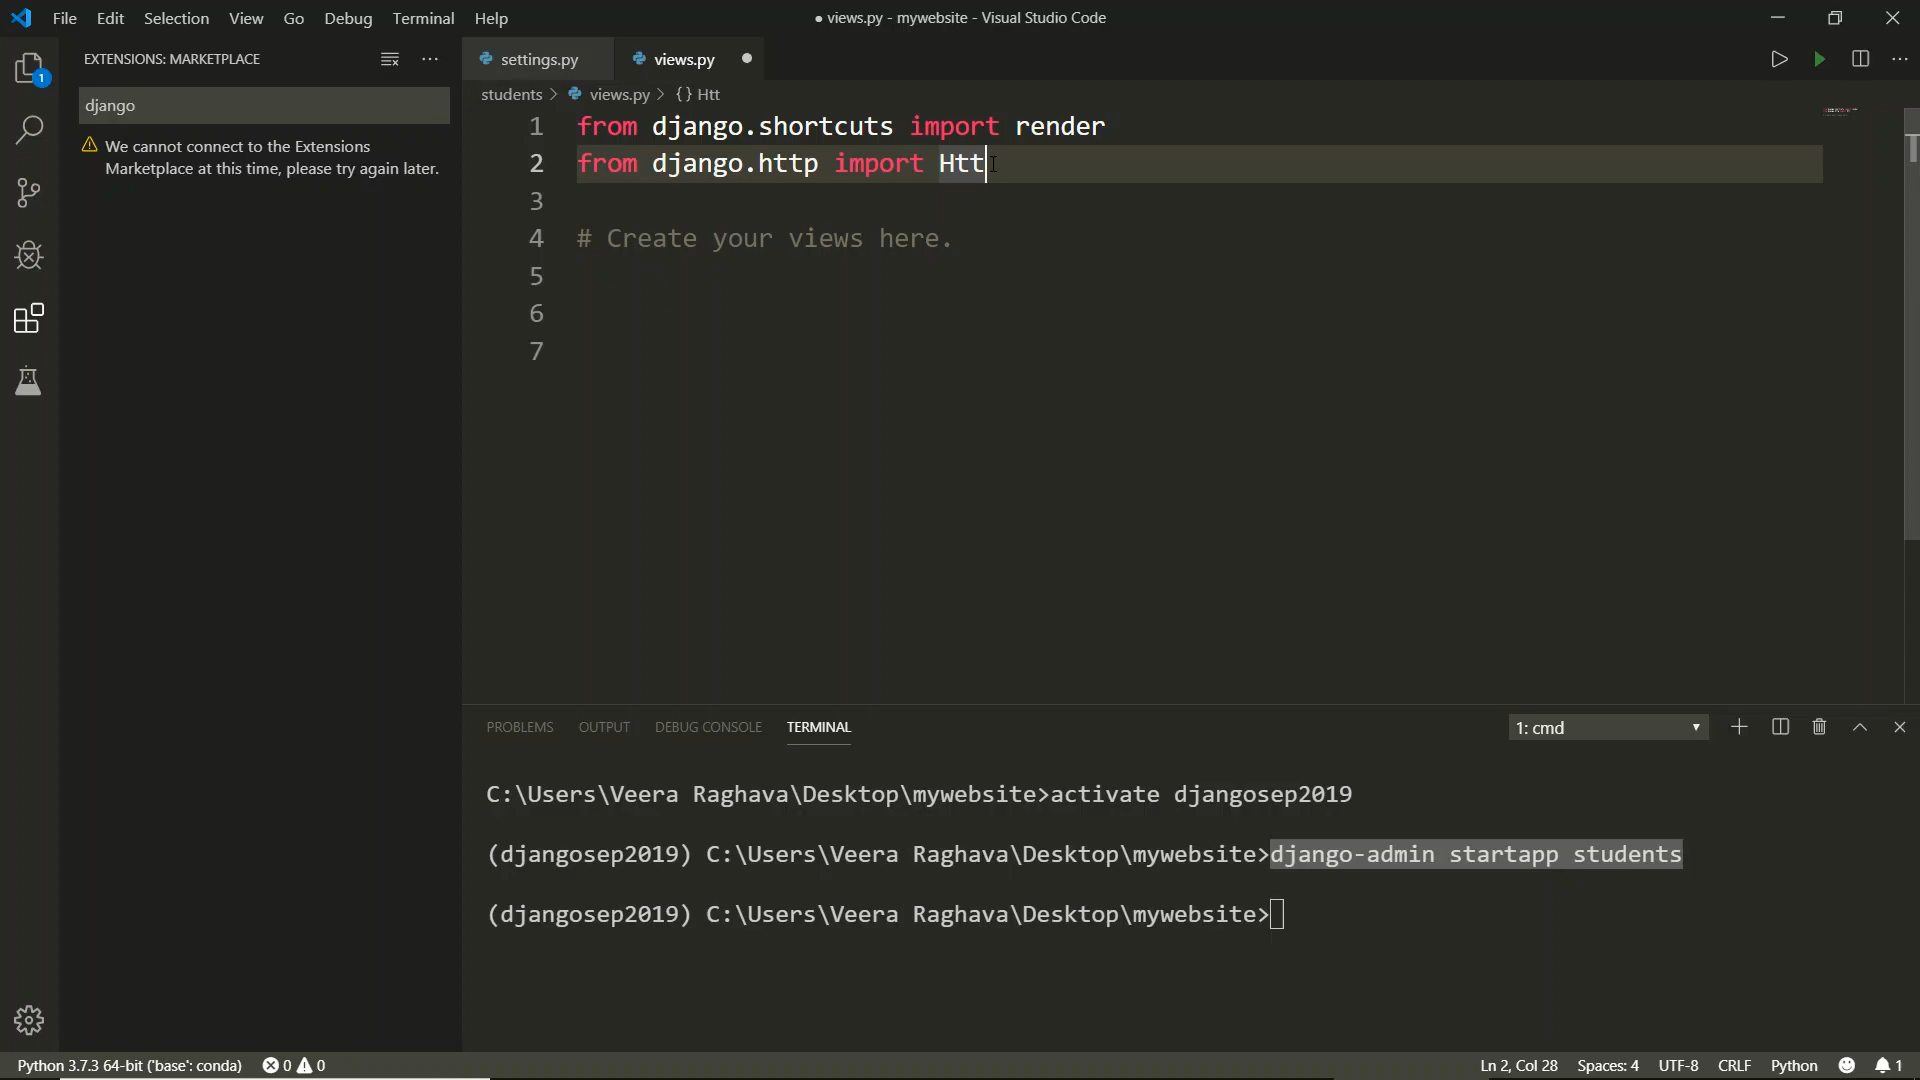 File Edit Selection View Go Debug Terminal Help
● views.py - mywebsite - Visual Studio Code
EXTENSIONS: MARKETPLACE
django
We cannot connect to the Extensions
Marketplace at this time, please try again later.
1
settings.py views.py
students > views.py > {} Htt
1 from django.shortcuts import render
2 from django.http import Htt
3
4 # Create your views here.
5
6
7
PROBLEMS OUTPUT DEBUG CONSOLE TERMINAL
1: cmd
C:\Users\Veera Raghava\Desktop\mywebsite>activate djangosep2019
(djangosep2019) C:\Users\Veera Raghava\Desktop\mywebsite>django-admin startapp students
(djangosep2019) C:\Users\Veera Raghava\Desktop\mywebsite>
Python 3.7.3 64-bit ('base': conda) 0 0
Ln 2, Col 28 Spaces: 4 UTF-8 CRLF Python 1